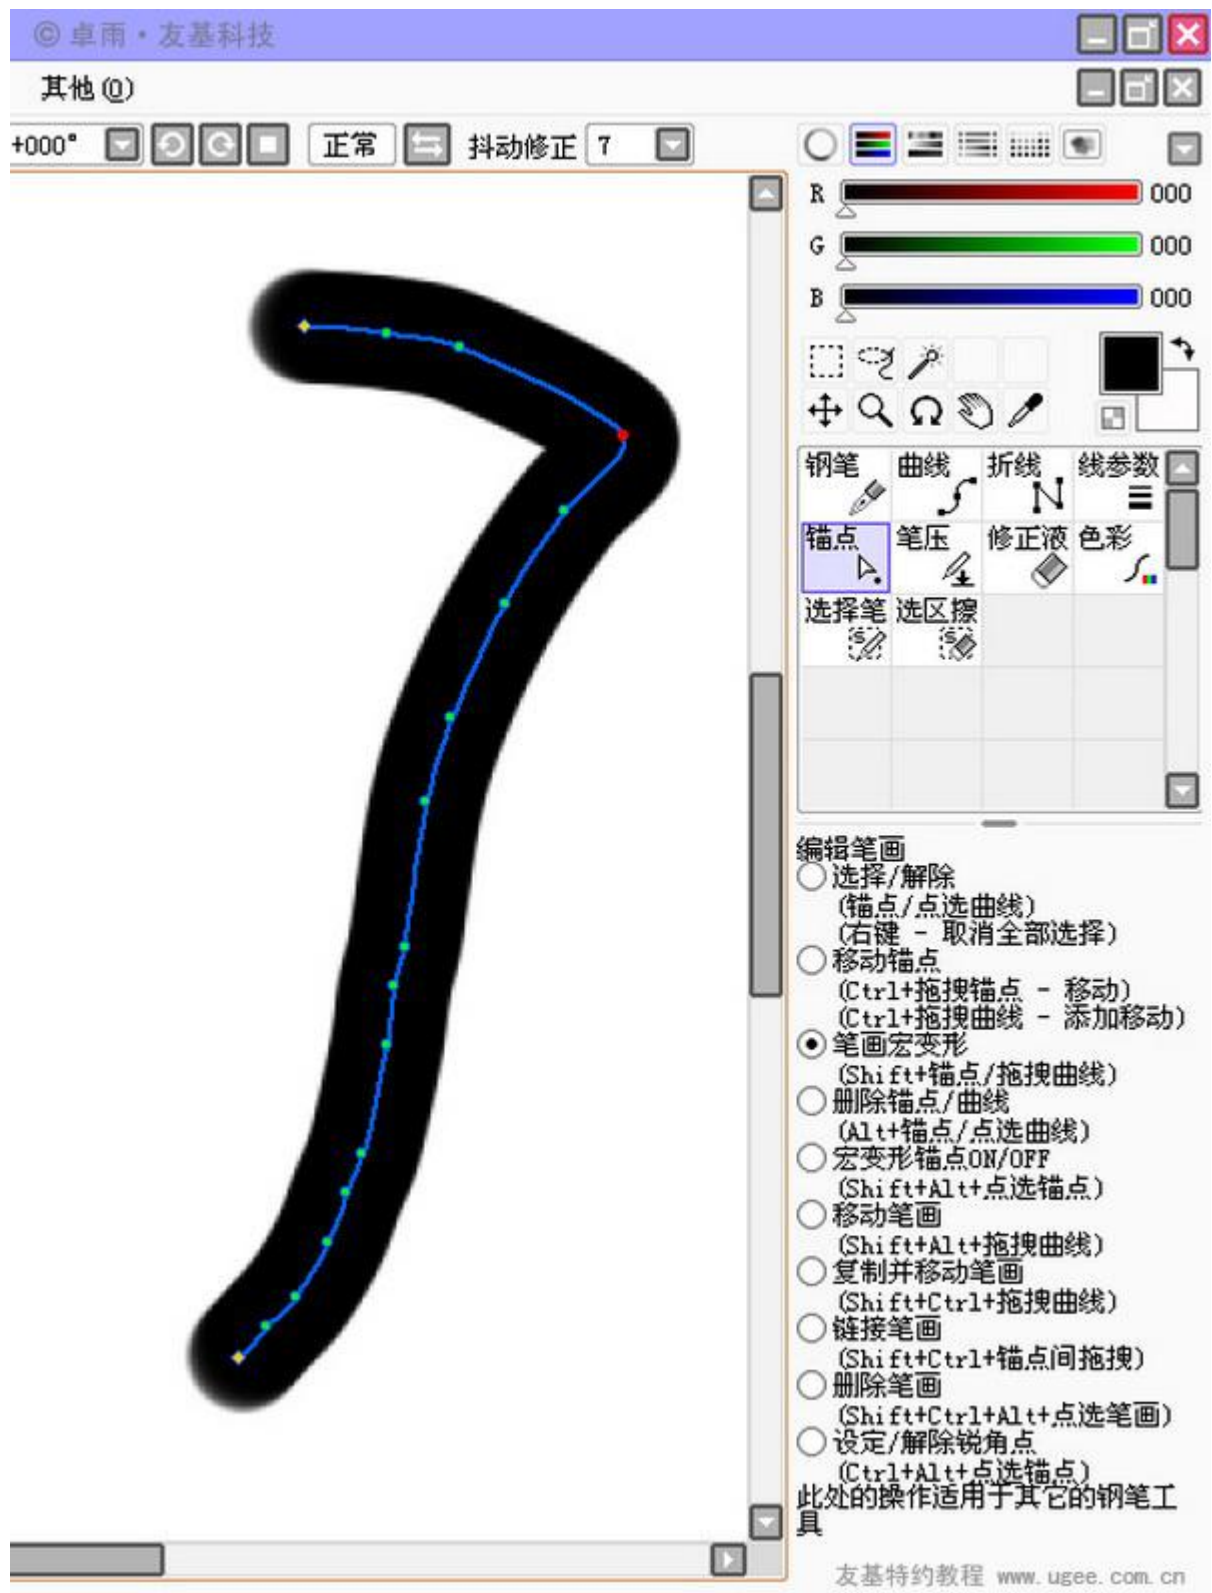 © 卓雨・友基科技
其他(O)
+000° 正常 抖动修正 7
R 000
G 000
B 000
钢笔 曲线 折线 线参数
锚点 笔压 修正液 色彩
选择笔 选区擦
编辑笔画
选择/解除
(锚点/点选曲线)
(右键 - 取消全部选择)
移动锚点
(Ctrl+拖拽锚点 - 移动)
(Ctrl+拖拽曲线 - 添加移动)
笔画宏变形
(Shift+锚点/拖拽曲线)
删除锚点/曲线
(Alt+锚点/点选曲线)
宏变形锚点ON/OFF
(Shift+Alt+点选锚点)
移动笔画
(Shift+Alt+拖拽曲线)
复制并移动笔画
(Shift+Ctrl+拖拽曲线)
链接笔画
(Shift+Ctrl+锚点间拖拽)
删除笔画
(Shift+Ctrl+Alt+点选笔画)
设定/解除锐角点
(Ctrl+Alt+点选锚点)
此处的操作适用于其它的钢笔工
具
友基特约教程 www.ugee.com.cn